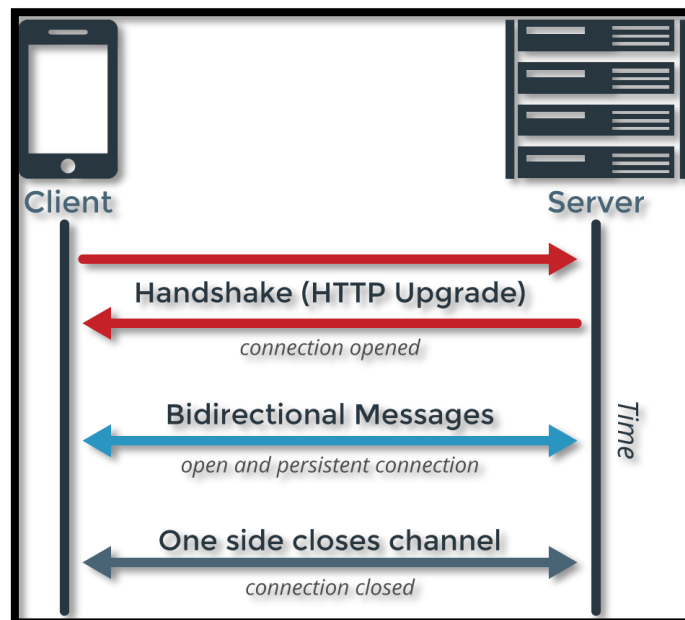 Client
Server
Handshake (HTTP Upgrade)
connection opened
Bidirectional Messages
open and persistent connection
Time
One side closes channel
connection closed